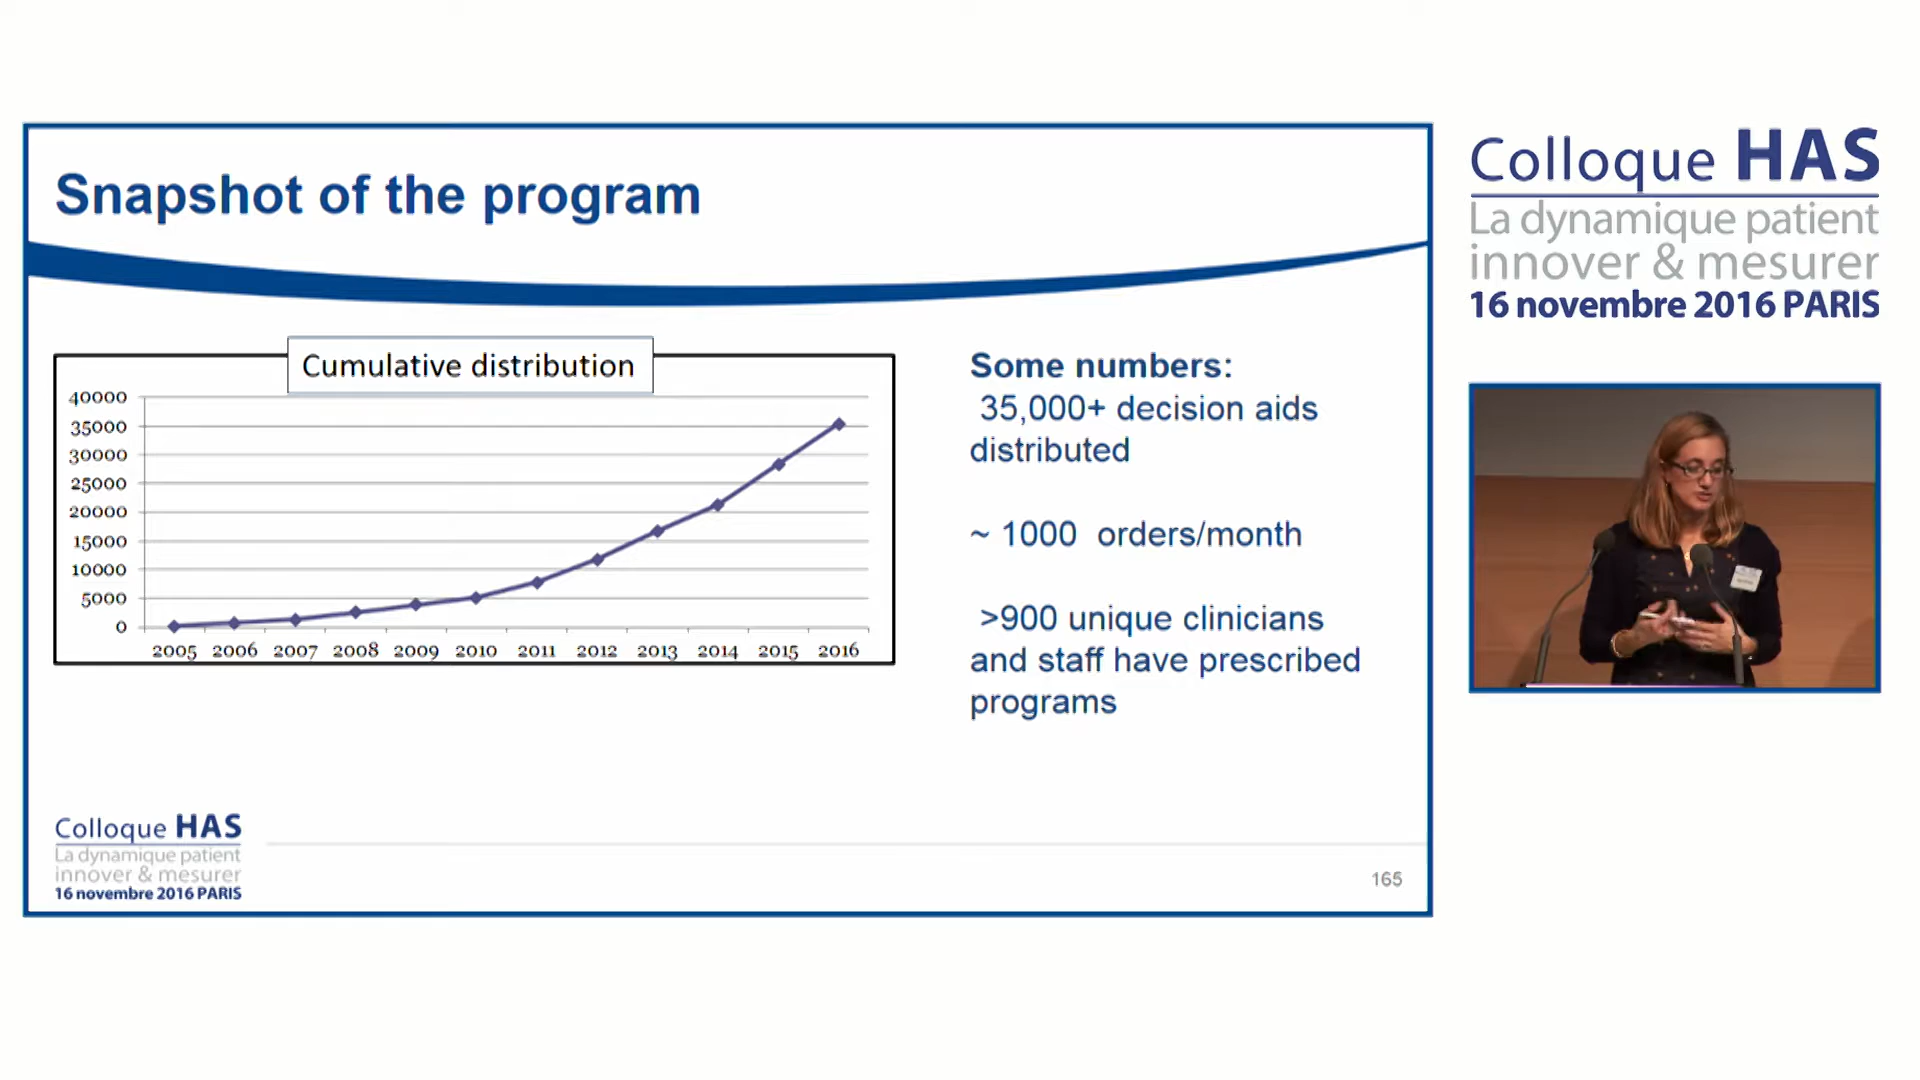 Snapshot of the program
Cumulative distribution
40000
35000
30000
25000
20000
15000
10000
5000
0
2005 2006 2007 2008 2009 2010 2011 2012 2013 2014 2015 2016
Some numbers:
35,000+ decision aids
distributed
~ 1000 orders/month
>900 unique clinicians
and staff have prescribed
programs
Colloque HAS
La dynamique patient
innover & mesurer
16 novembre 2016 PARIS
165
Colloque HAS
La dynamique patient
innover & mesurer
16 novembre 2016 PARIS